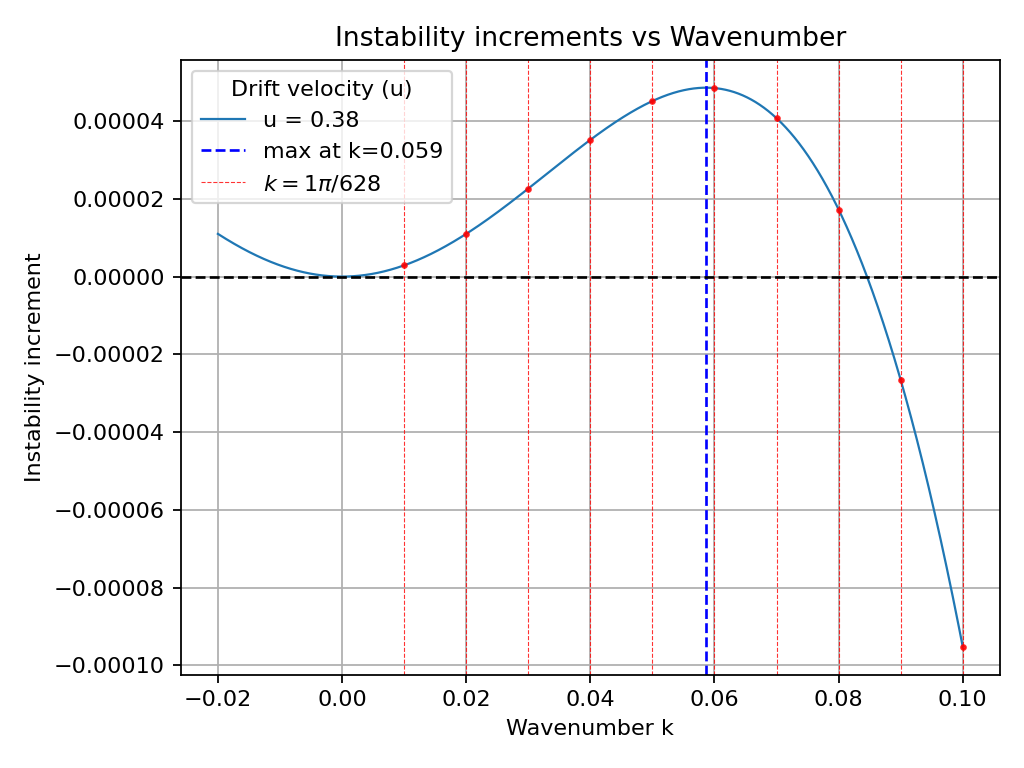 Instability increments vs Wavenumber
Drift velocity (u)
u = 0.38
max at k=0.059
k = 1π/628
0.00004
0.00002
0.00000
−0.00002
−0.00004
−0.00006
−0.00008
−0.00010
Instability increment
−0.02 0.00 0.02 0.04 0.06 0.08 0.10
Wavenumber k